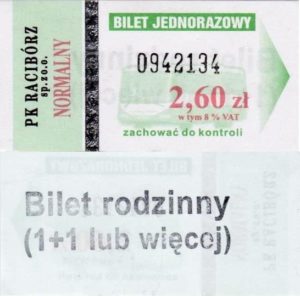 PK RACIBÓRZ
sp. zo.o.
NORMALNY
BILET JEDNORAZOWY
0942134
2,60 zł
w tym 8 % VAT
zachować do kontroli
Bilet rodzinny
(1+1 lub więcej)